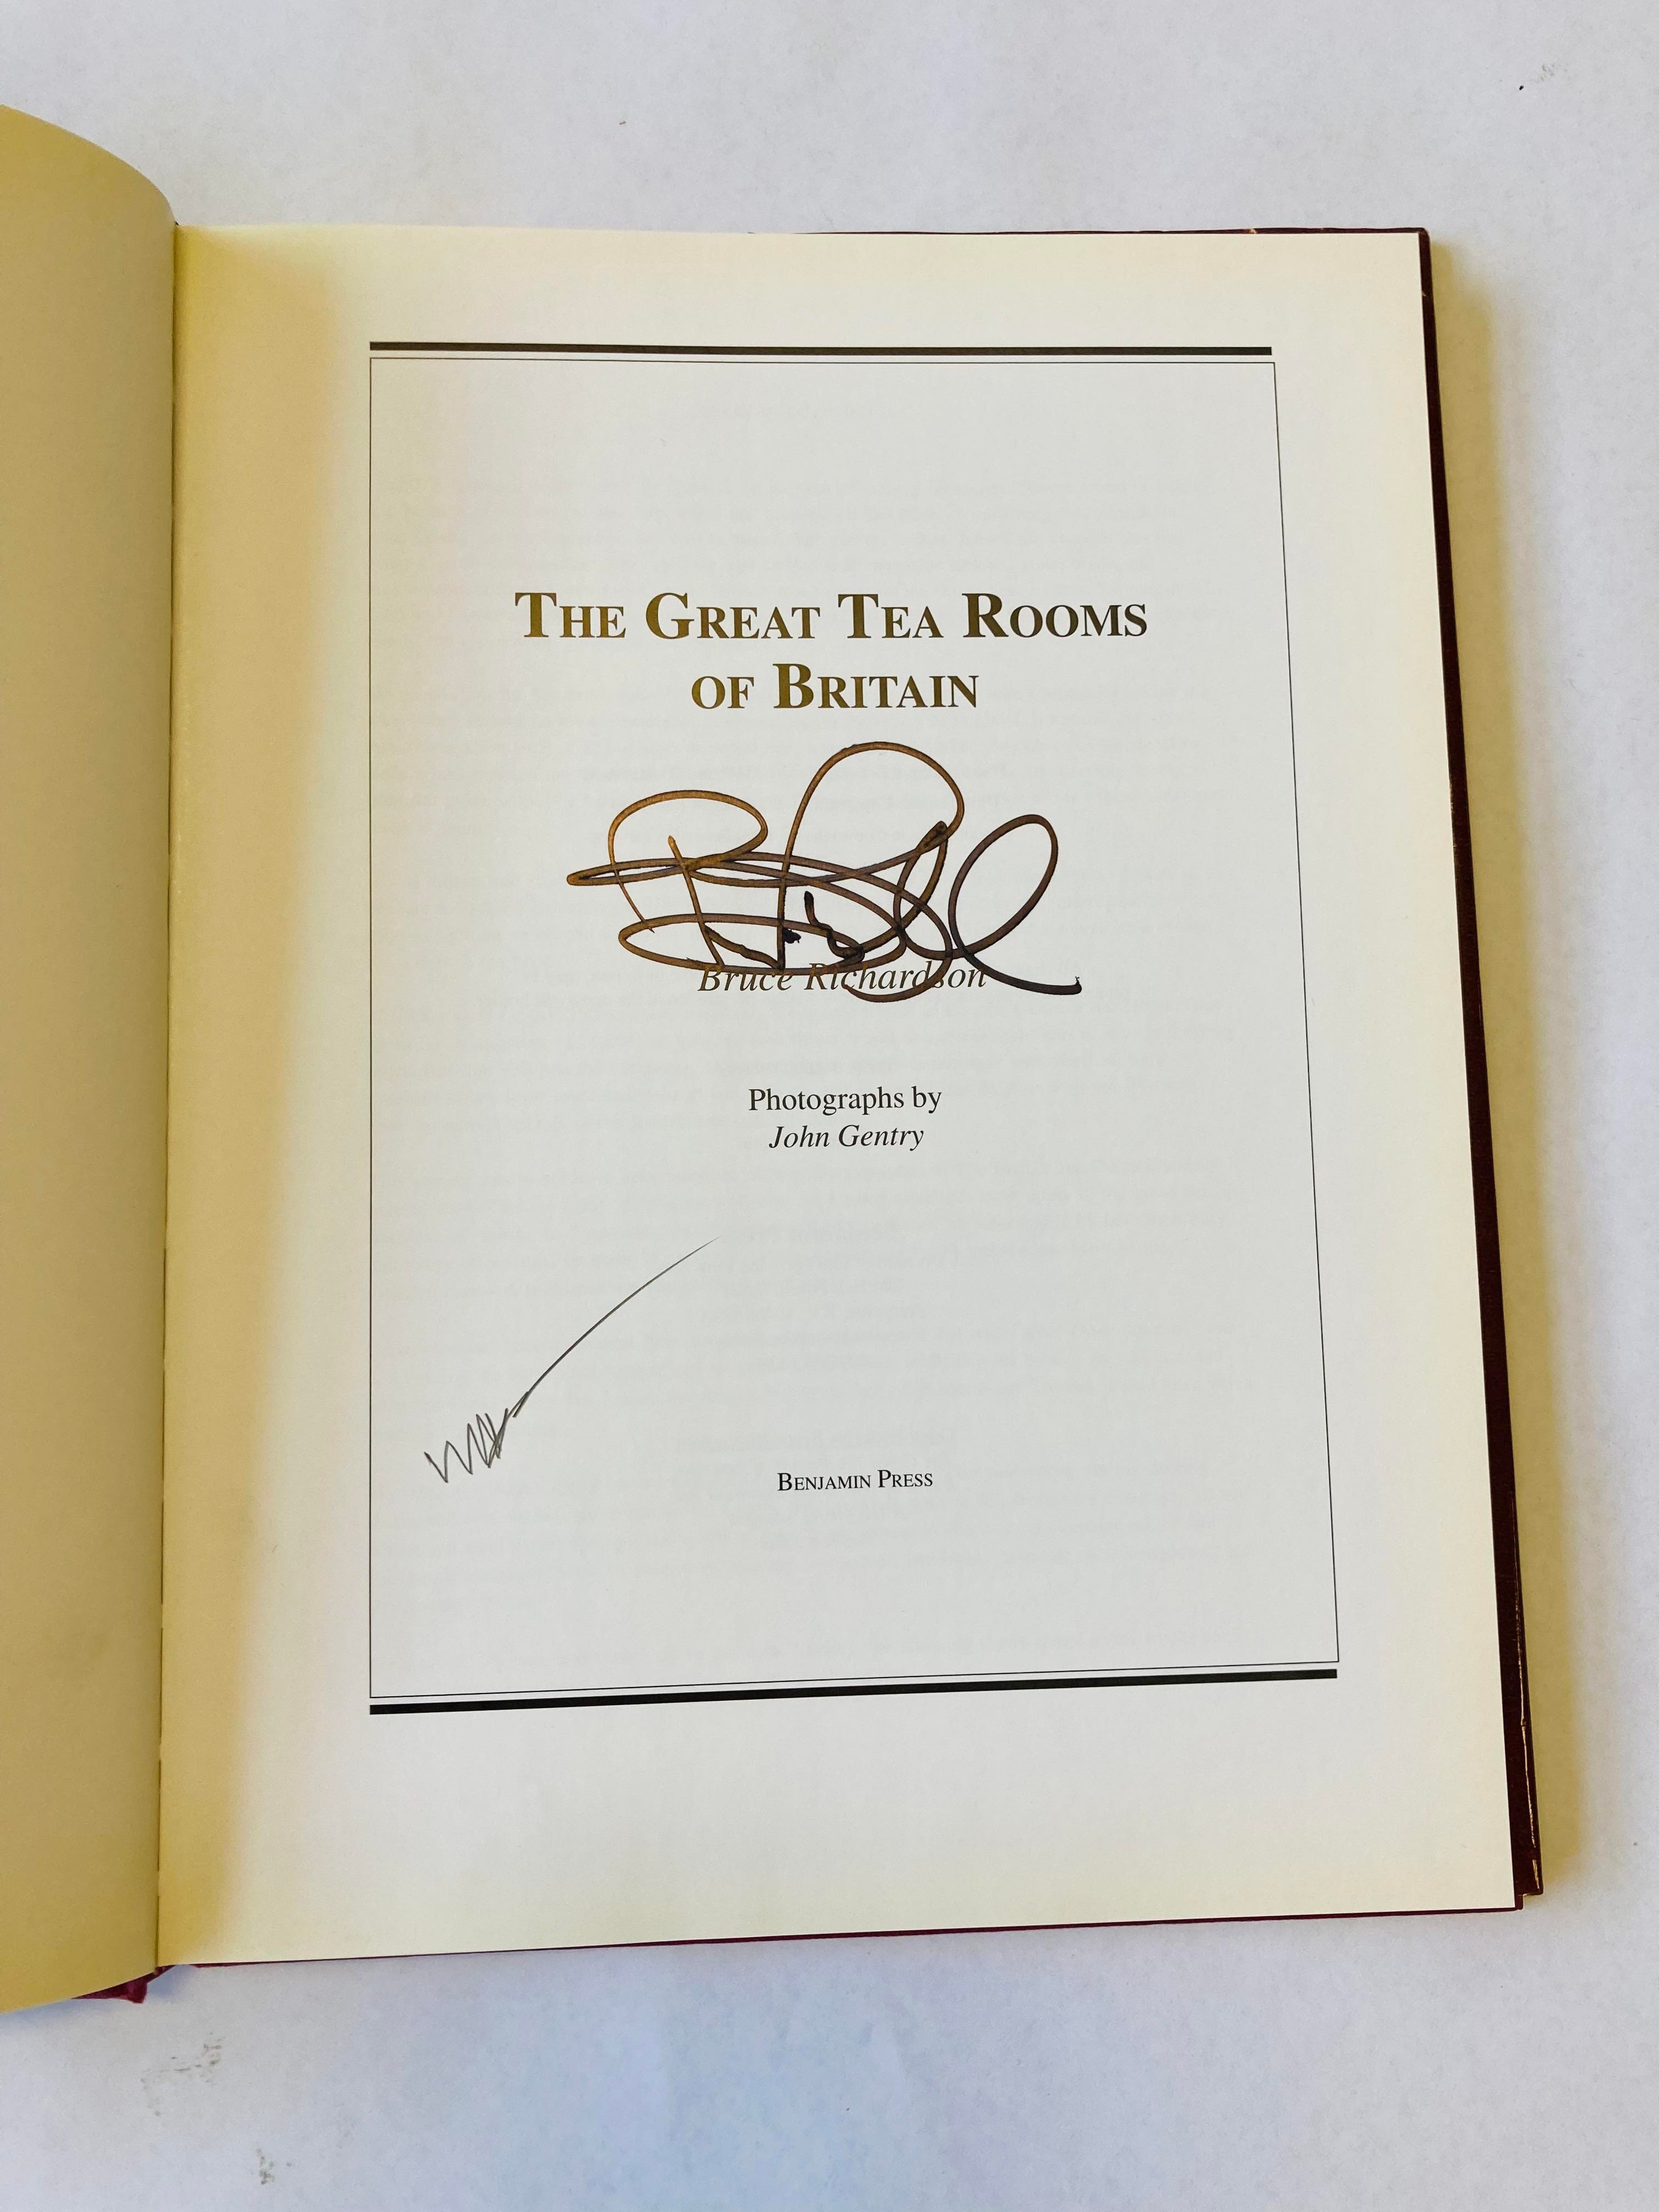 The Great Tea Rooms
of Britain
Bruce Richardson
Photographs by
John Gentry
Benjamin Press